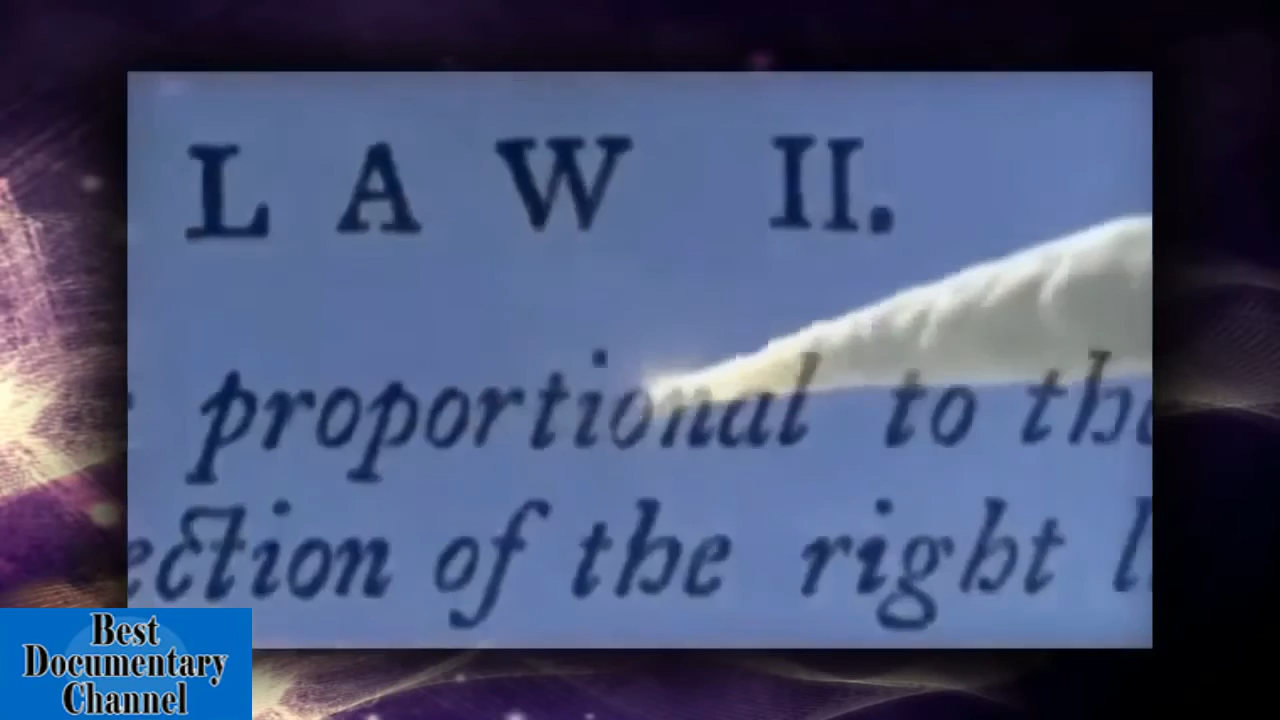 LAW II.
proportional to the
ection of the right l
Best
Documentary
Channel